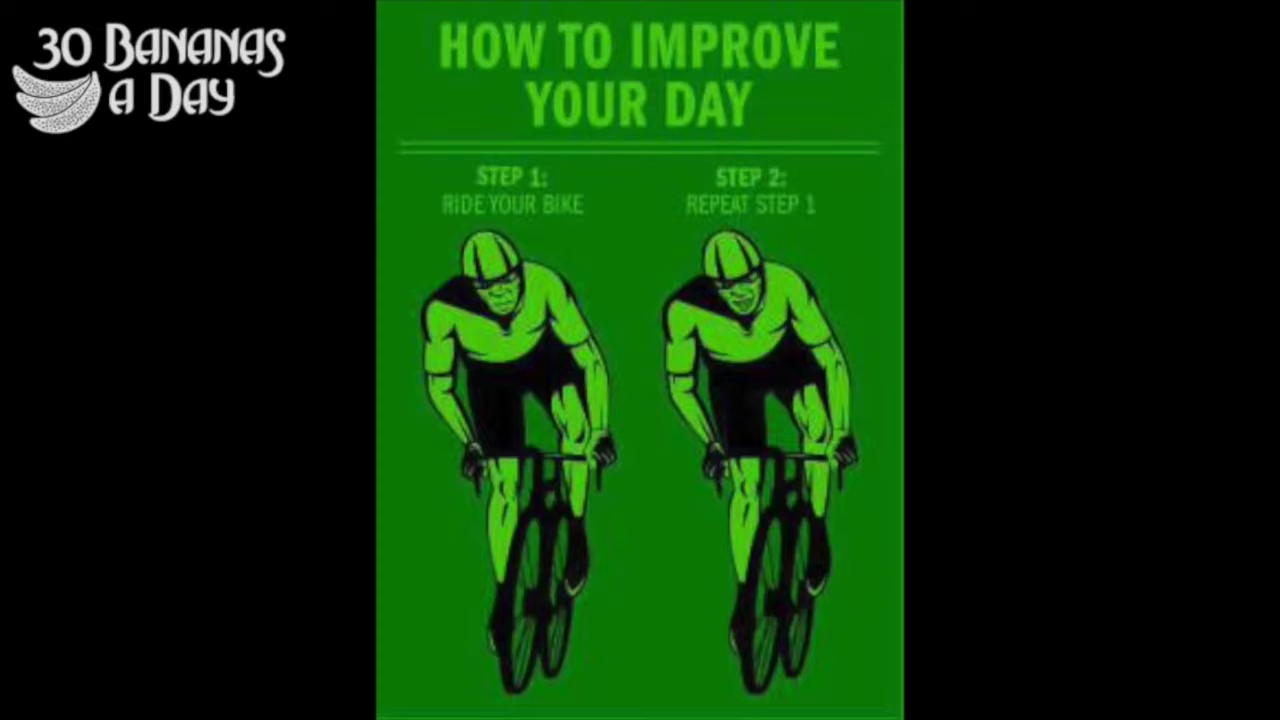 30 BANANAS
A DAY
HOW TO IMPROVE
YOUR DAY
STEP 1:
RIDE YOUR BIKE
STEP 2:
REPEAT STEP 1